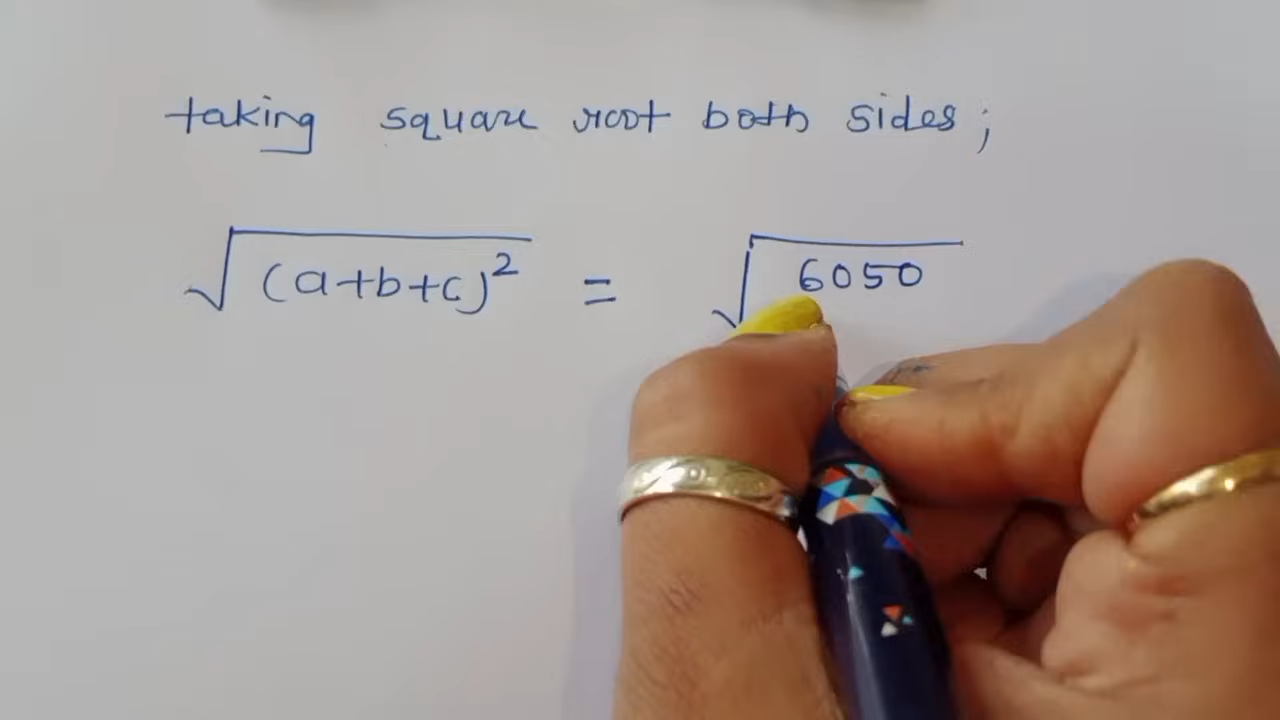 taking square root both sides;
√(a+b+c)² = √6050